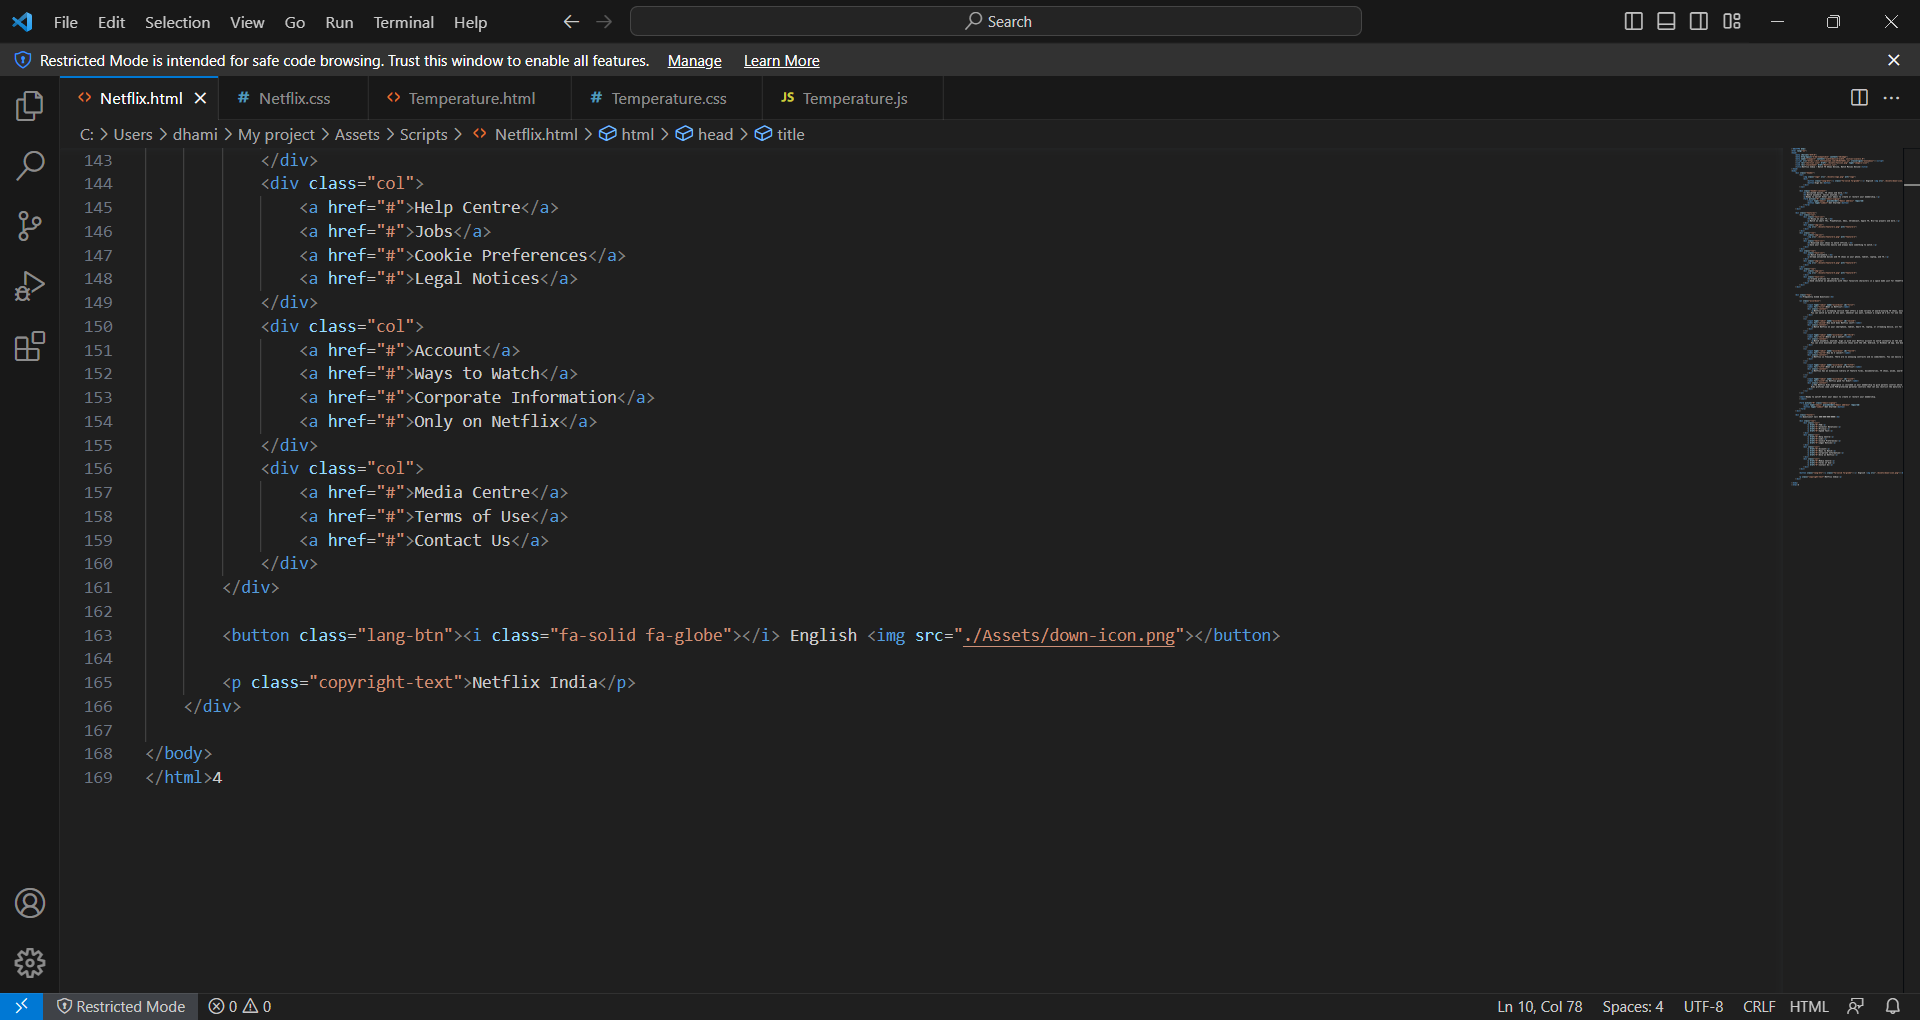 File Edit Selection View Go Run Terminal Help Search
Restricted Mode is intended for safe code browsing. Trust this window to enable all features. Manage Learn More
Netflix.html Netflix.css Temperature.html Temperature.css JS Temperature.js
C: > Users > dhami > My project > Assets > Scripts > Netflix.html > html > head > title
143 </div>
144 <div class="col">
145 <a href="#">Help Centre</a>
146 <a href="#">Jobs</a>
147 <a href="#">Cookie Preferences</a>
148 <a href="#">Legal Notices</a>
149 </div>
150 <div class="col">
151 <a href="#">Account</a>
152 <a href="#">Ways to Watch</a>
153 <a href="#">Corporate Information</a>
154 <a href="#">Only on Netflix</a>
155 </div>
156 <div class="col">
157 <a href="#">Media Centre</a>
158 <a href="#">Terms of Use</a>
159 <a href="#">Contact Us</a>
160 </div>
161 </div>
162
163 <button class="lang-btn"><i class="fa-solid fa-globe"></i> English <img src="./Assets/down-icon.png"></button>
164
165 <p class="copyright-text">Netflix India</p>
166 </div>
167
168 </body>
169 </html>4
Restricted Mode 0 0 Ln 10, Col 78 Spaces: 4 UTF-8 CRLF HTML